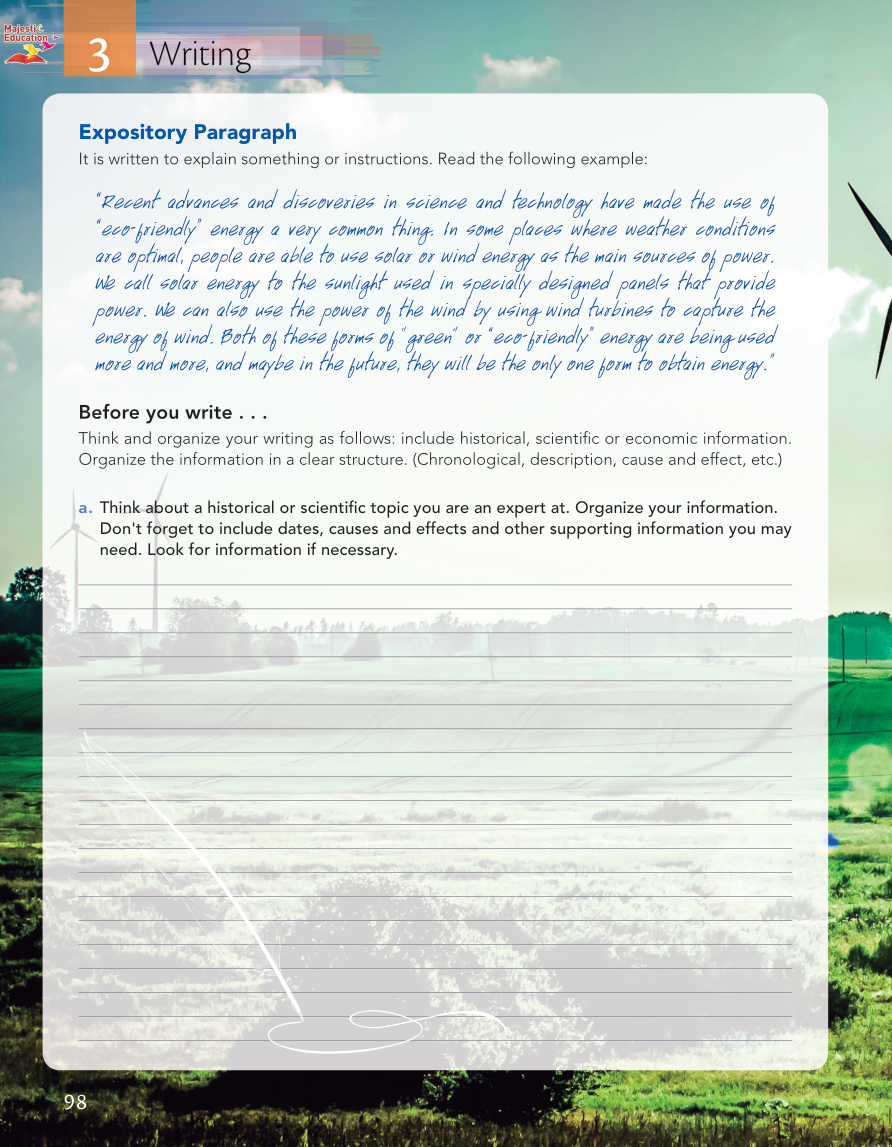 Majestic
Education
3
Writing
Expository Paragraph
It is written to explain something or instructions. Read the following example:
“Recent advances and discoveries in science and technology have made the use of
“eco-friendly” energy a very common thing. In some places where weather conditions
are optimal, people are able to use solar or wind energy as the main sources of power.
We call solar energy to the sunlight used in specially designed panels that provide
power. We can also use the power of the wind by using wind turbines to capture the
energy of wind. Both of these forms of “green” or “eco-friendly” energy are being used
more and more, and maybe in the future, they will be the only one form to obtain energy.”
Before you write . . .
Think and organize your writing as follows: include historical, scientific or economic information.
Organize the information in a clear structure. (Chronological, description, cause and effect, etc.)
a. Think about a historical or scientific topic you are an expert at. Organize your information.
Don't forget to include dates, causes and effects and other supporting information you may
need. Look for information if necessary.
98